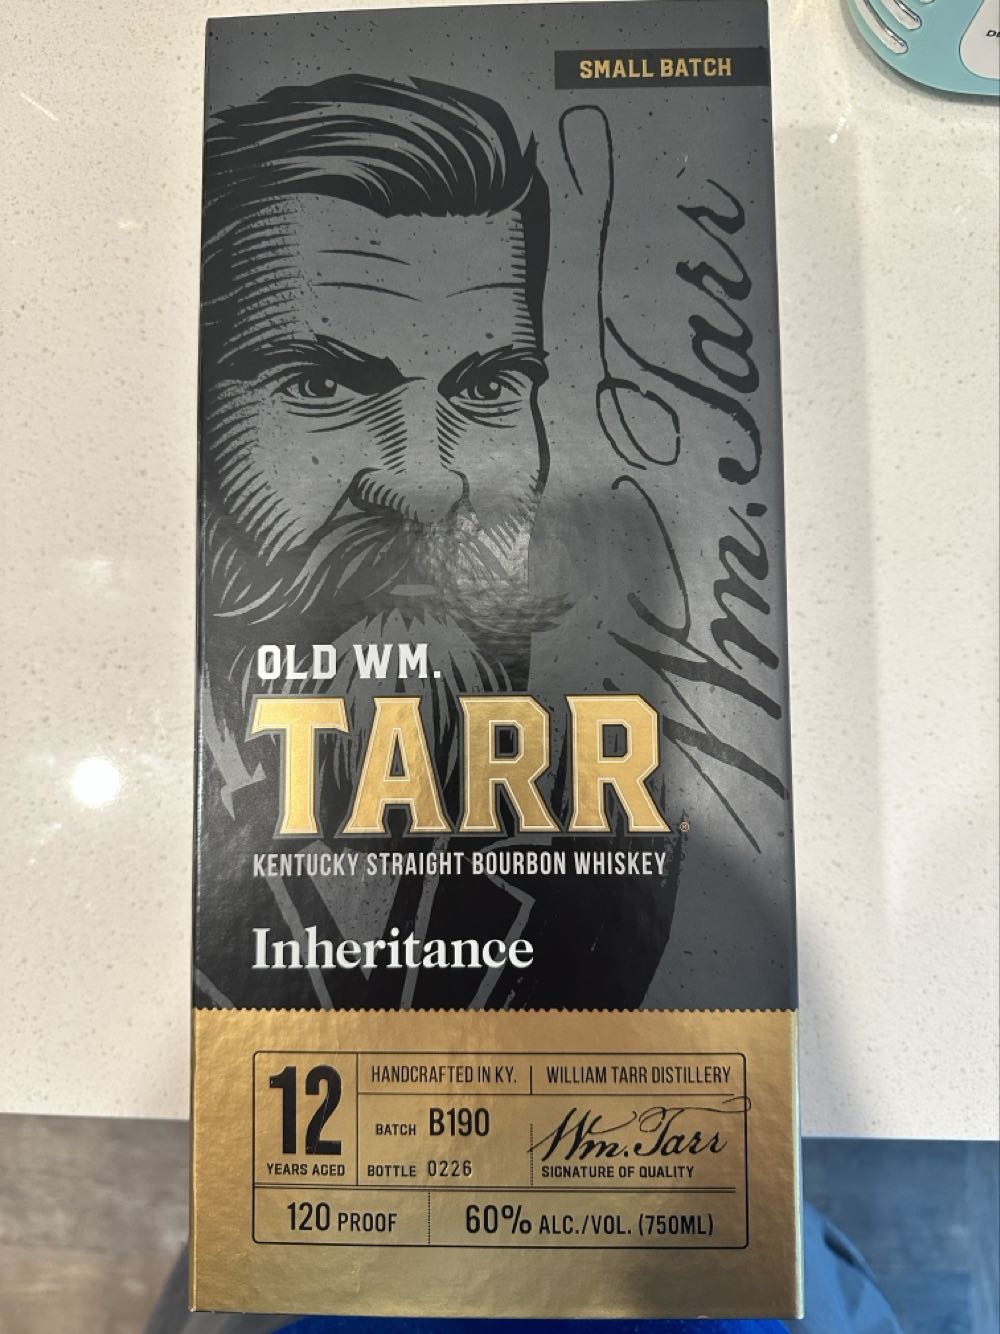 SMALL BATCH
Wm. Tarr
OLD WM.
TARR®
KENTUCKY STRAIGHT BOURBON WHISKEY
Inheritance
12
YEARS AGED
HANDCRAFTED IN KY. | WILLIAM TARR DISTILLERY
BATCH B190
BOTTLE 0226
Wm. Tarr
SIGNATURE OF QUALITY
120 PROOF
60% ALC./VOL. (750ML)